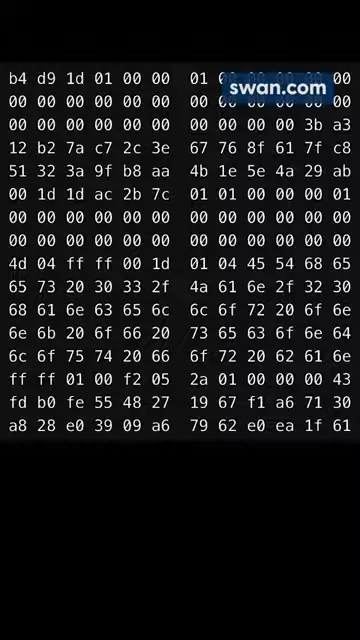 swan.com
b4 d9 1d 01 00 00 01
00 00 00 00 00 00 00 00 00 00 00 00
00 00 00 00 00 00 00 00 00 00 3b a3
12 b2 7a c7 2c 3e 67 76 8f 61 7f c8
51 32 3a 9f b8 aa 4b 1e 5e 4a 29 ab
00 1d 1d ac 2b 7c 01 01 00 00 00 01
00 00 00 00 00 00 00 00 00 00 00 00
00 00 00 00 00 00 00 00 00 00 00 00
4d 04 ff ff 00 1d 01 04 45 54 68 65
65 73 20 30 33 2f 4a 61 6e 2f 32 30
68 61 6e 63 65 6c 6c 6f 72 20 6f 6e
6e 6b 20 6f 66 20 73 65 63 6f 6e 64
6c 6f 75 74 20 66 6f 72 20 62 61 6e
ff ff 01 00 f2 05 2a 01 00 00 00 43
fd b0 fe 55 48 27 19 67 f1 a6 71 30
a8 28 e0 39 09 a6 79 62 e0 ea 1f 61